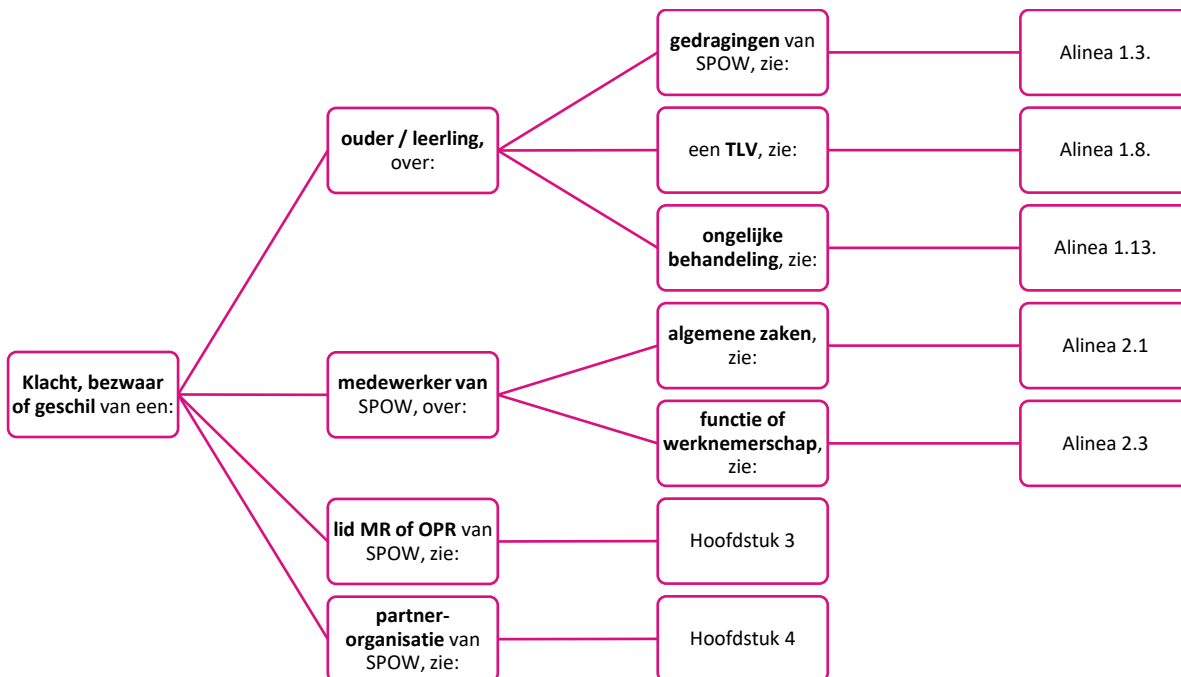 gedragingen van
SPOW, zie:
Alinea 1.3.
ouder / leerling,
over:
een TLV, zie:
Alinea 1.8.
ongelijke
behandeling, zie:
Alinea 1.13.
Klacht, bezwaar
of geschil van een:
medewerker van
SPOW, over:
algemene zaken,
zie:
Alinea 2.1
functie of
werknemerschap,
zie:
Alinea 2.3
lid MR of OPR van
SPOW, zie:
Hoofdstuk 3
partner-
organisatie van
SPOW, zie:
Hoofdstuk 4